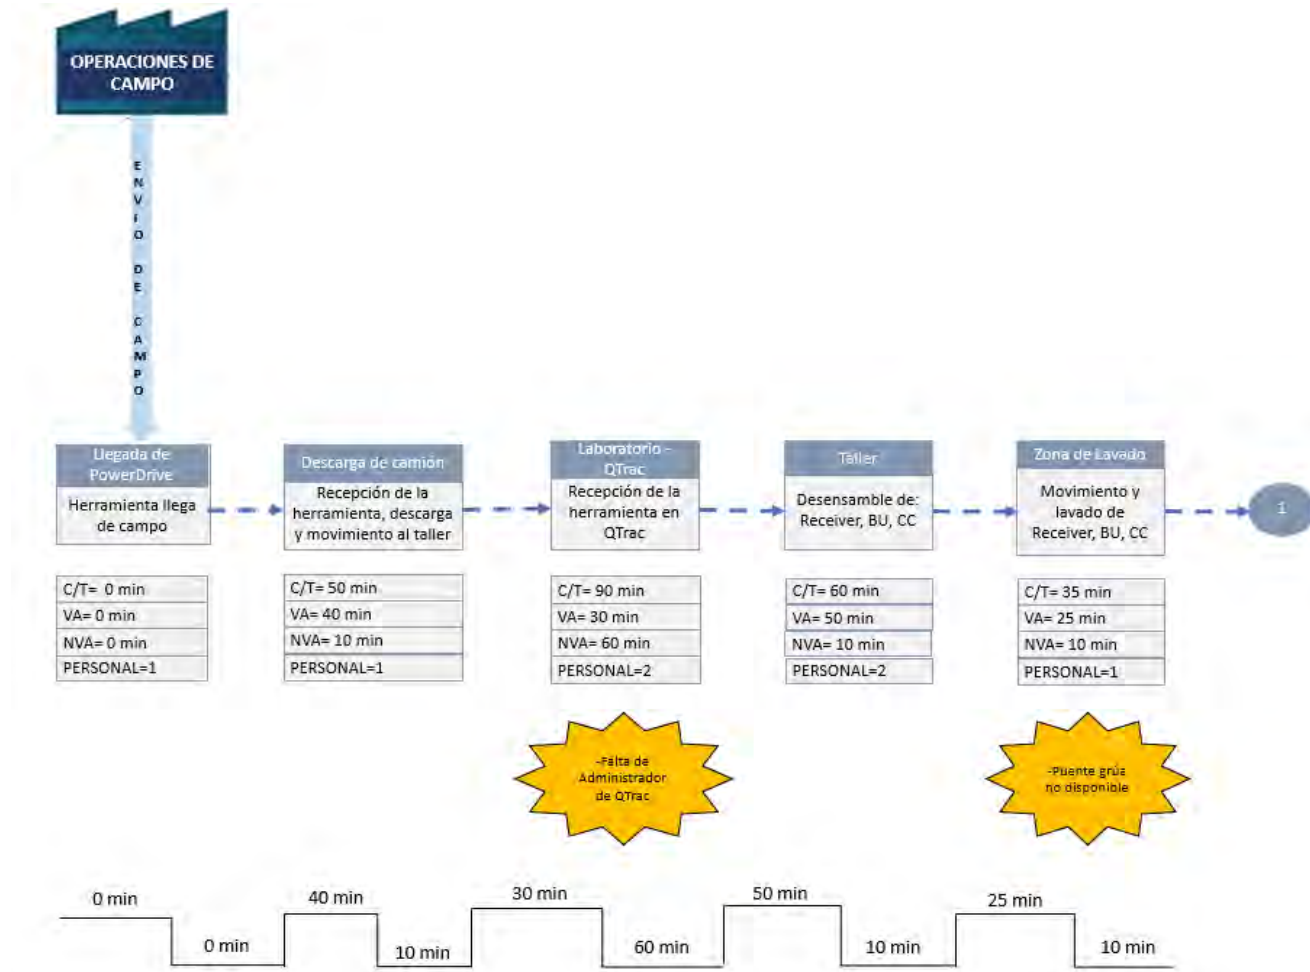 OPERACIONES DE
CAMPO
ENVIO DE CAMPO
Llegada de
PowerDrive
Herramienta llega
de campo
Descarga de camión
Recepción de la
herramienta, descarga
y movimiento al taller
Laboratorio -
QTrac
Recepción de la
herramienta en
QTrac
Taller
Desensamble de:
Receiver, BU, CC
Zona de Lavado
Movimiento y
lavado de
Receiver, BU, CC
1
C/T= 0 min
VA= 0 min
NVA= 0 min
PERSONAL=1
C/T= 50 min
VA= 40 min
NVA= 10 min
PERSONAL=1
C/T= 90 min
VA= 30 min
NVA= 60 min
PERSONAL=2
C/T= 60 min
VA= 50 min
NVA= 10 min
PERSONAL=2
C/T= 35 min
VA= 25 min
NVA= 10 min
PERSONAL=1
-Falta de
Administrador
de QTrac
-Puente grúa
no disponible
0 min
0 min
40 min
10 min
30 min
60 min
50 min
10 min
25 min
10 min